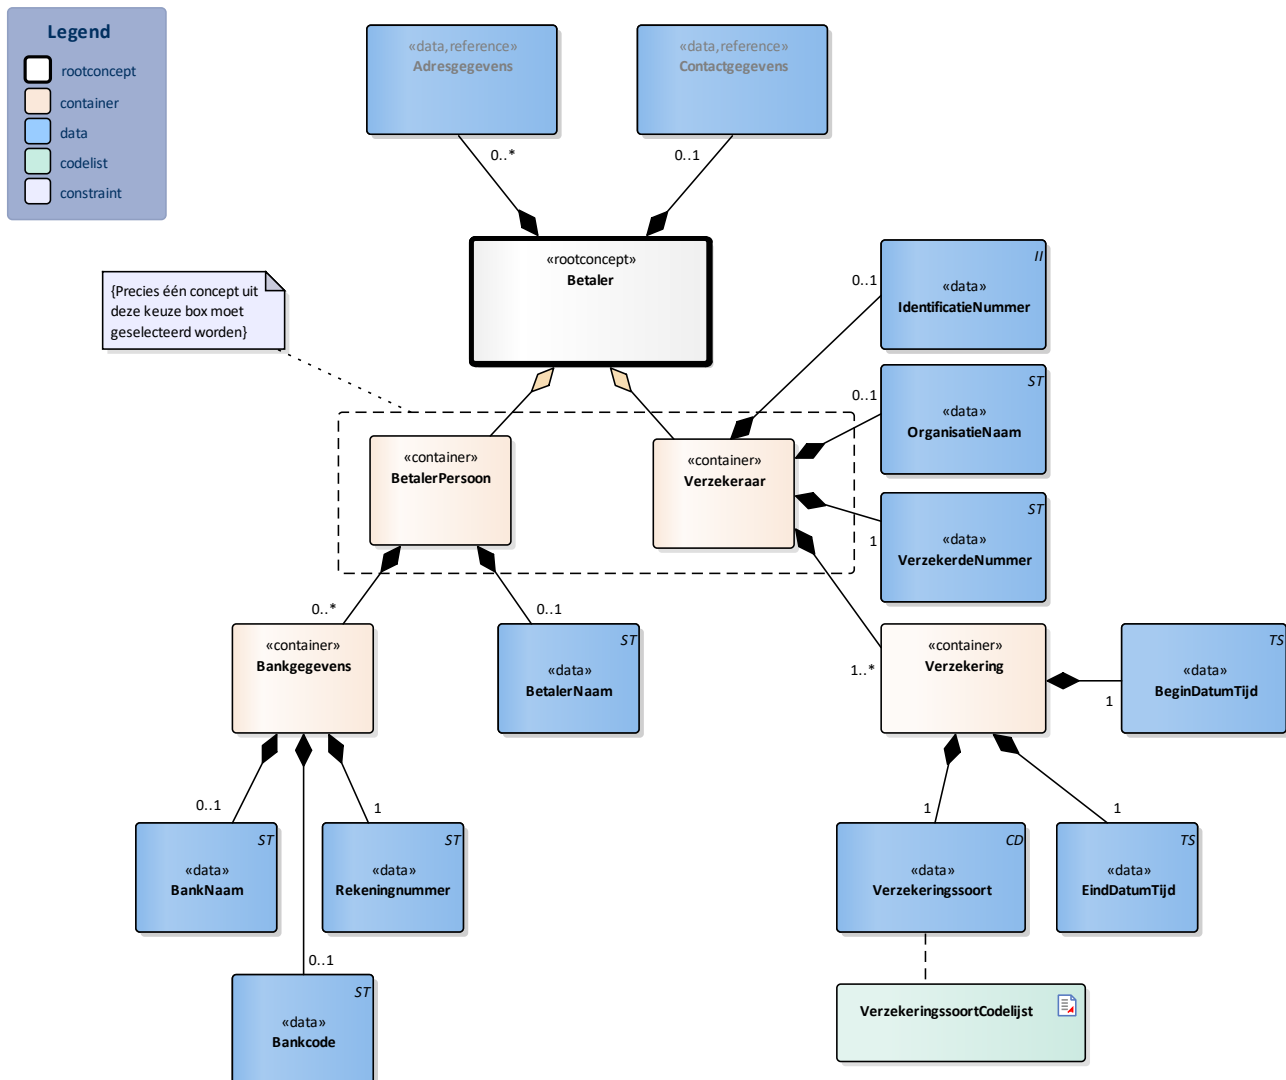 Legend
rootconcept
container
data
codelist
constraint
«data,reference»
Adresgegevens
«data,reference»
Contactgegevens
0..*
0..1
«rootconcept»
Betaler
{Precies één concept uit
deze keuze box moet
geselecteerd worden}
II
«data»
IdentificatieNummer
0..1
ST
«data»
OrganisatieNaam
0..1
«container»
BetalerPersoon
«container»
Verzekeraar
ST
«data»
VerzekerdeNummer
1
0..*
0..1
1..*
«container»
Bankgegevens
ST
«data»
BetalerNaam
«container»
Verzekering
TS
«data»
BeginDatumTijd
1
0..1
1
1
1
ST
«data»
BankNaam
ST
«data»
Rekeningnummer
CD
«data»
Verzekeringssoort
TS
«data»
EindDatumTijd
0..1
ST
«data»
Bankcode
VerzekeringssoortCodelijst